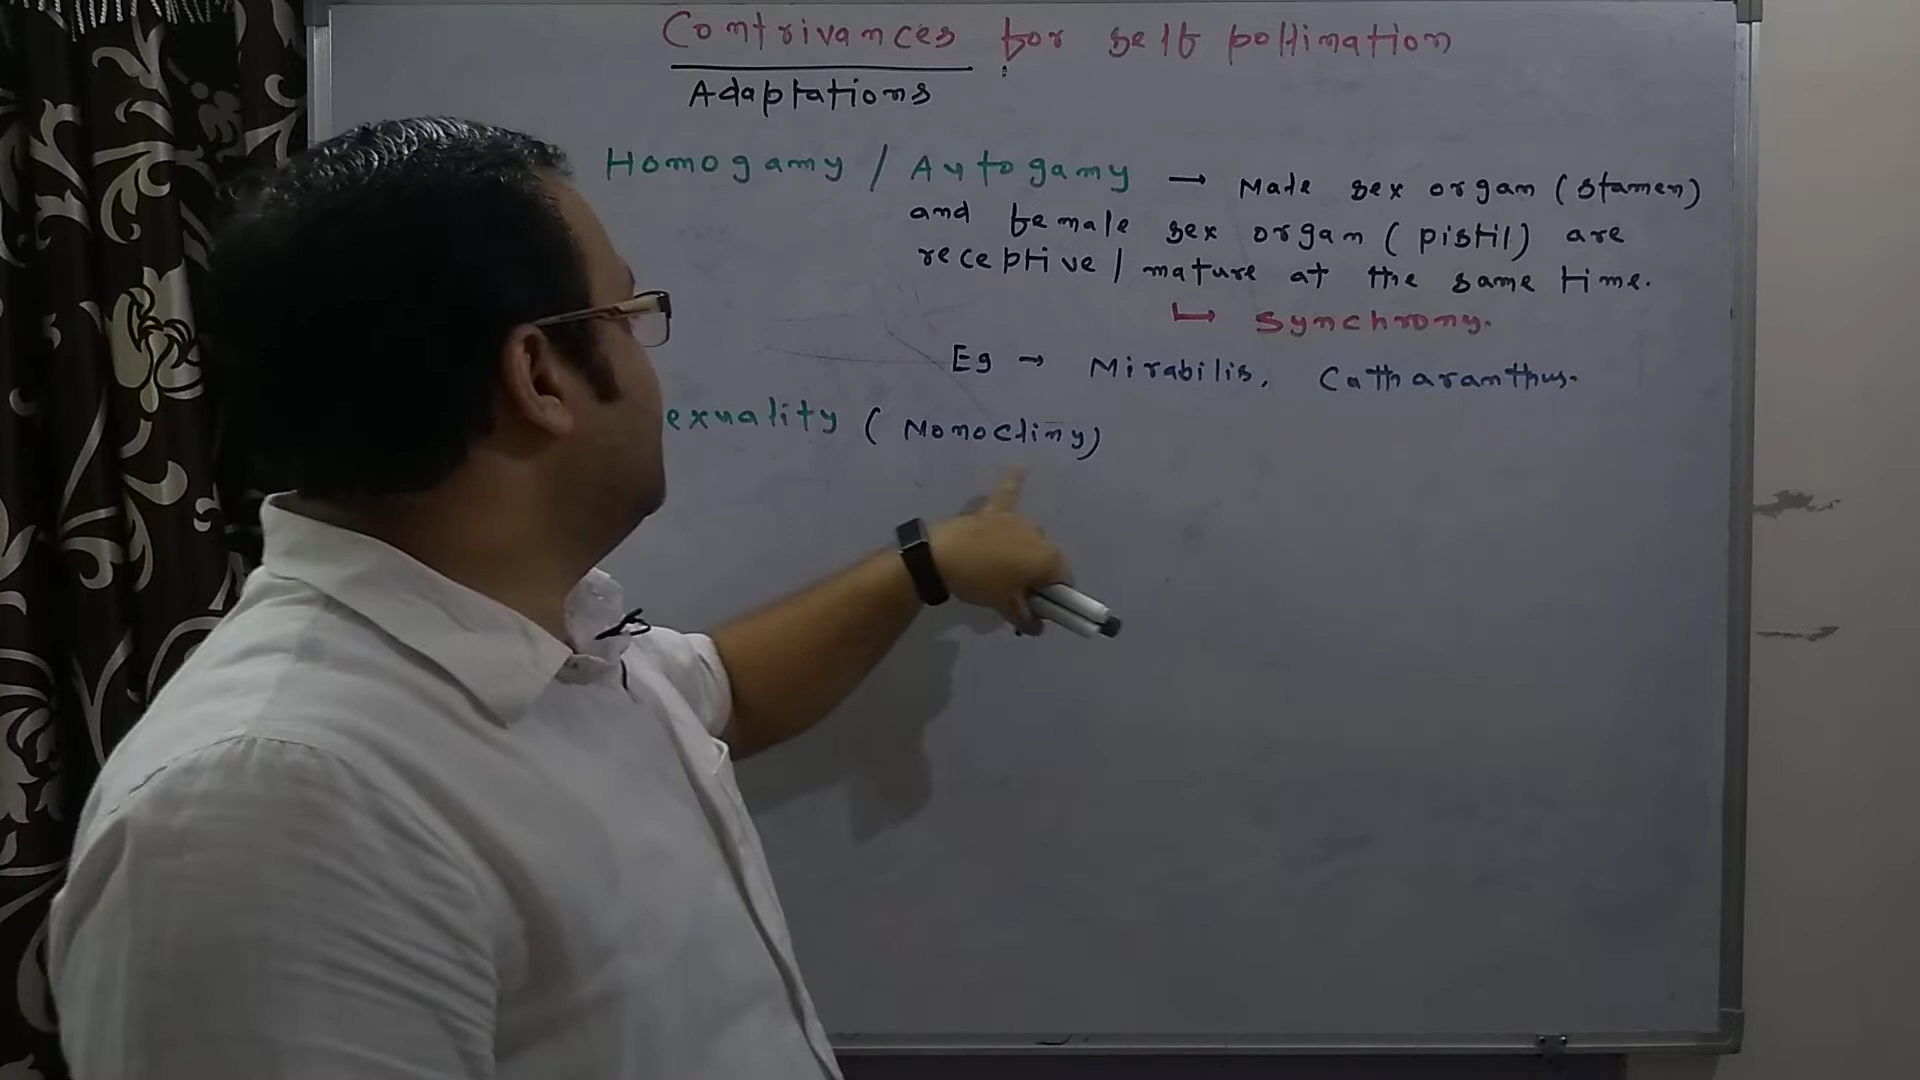 Contrivances for self pollination
Adaptations
Homogamy / Autogamy → Male sex organ (stamen)
and female sex organ (pistil) are
receptive / mature at the same time.
↳ Synchrony.
Eg → Mirabilis, Catharanthus.
exuality (Monocliny)